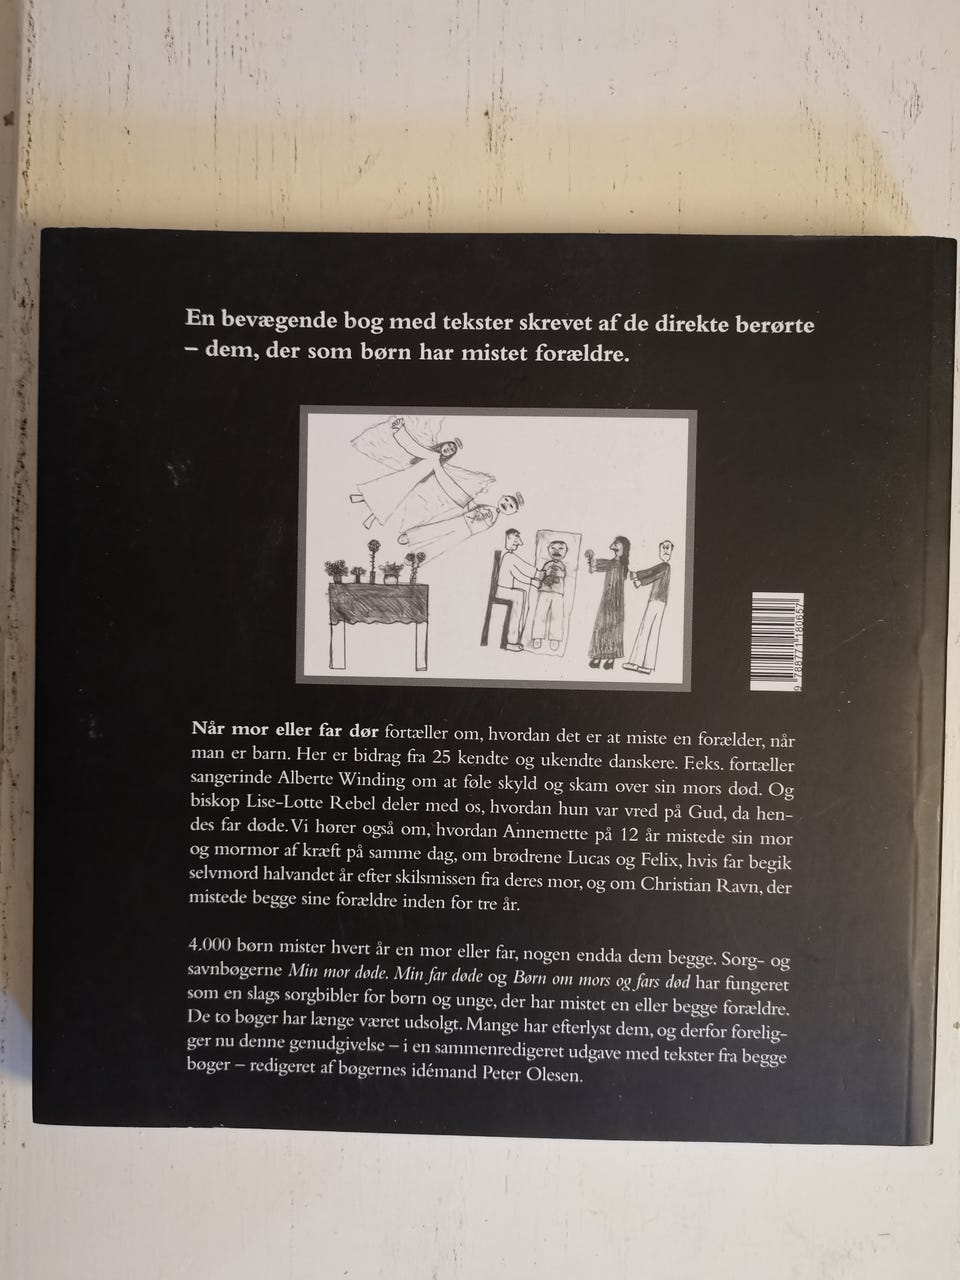 En bevægende bog med tekster skrevet af de direkte berørte
– dem, der som børn har mistet forældre.
9 788771 180657
Når mor eller far dør fortæller om, hvordan det er at miste en forælder, når
man er barn. Her er bidrag fra 25 kendte og ukendte danskere. F.eks. fortæller
sangerinde Alberte Winding om at føle skyld og skam over sin mors død. Og
biskop Lise-Lotte Rebel deler med os, hvordan hun var vred på Gud, da hen-
des far døde. Vi hører også om, hvordan Annemette på 12 år mistede sin mor
og mormor af kræft på samme dag, om brødrene Lucas og Felix, hvis far begik
selvmord halvandet år efter skilsmissen fra deres mor, og om Christian Ravn, der
mistede begge sine forældre inden for tre år.
4.000 børn mister hvert år en mor eller far, nogen endda dem begge. Sorg- og
savnbøgerne Min mor døde. Min far døde og Børn om mors og fars død har fungeret
som en slags sorgbibler for børn og unge, der har mistet en eller begge forældre.
De to bøger har længe været udsolgt. Mange har efterlyst dem, og derfor forelig-
ger nu denne genudgivelse – i en sammenredigeret udgave med tekster fra begge
bøger – redigeret af bøgernes idémand Peter Olesen.